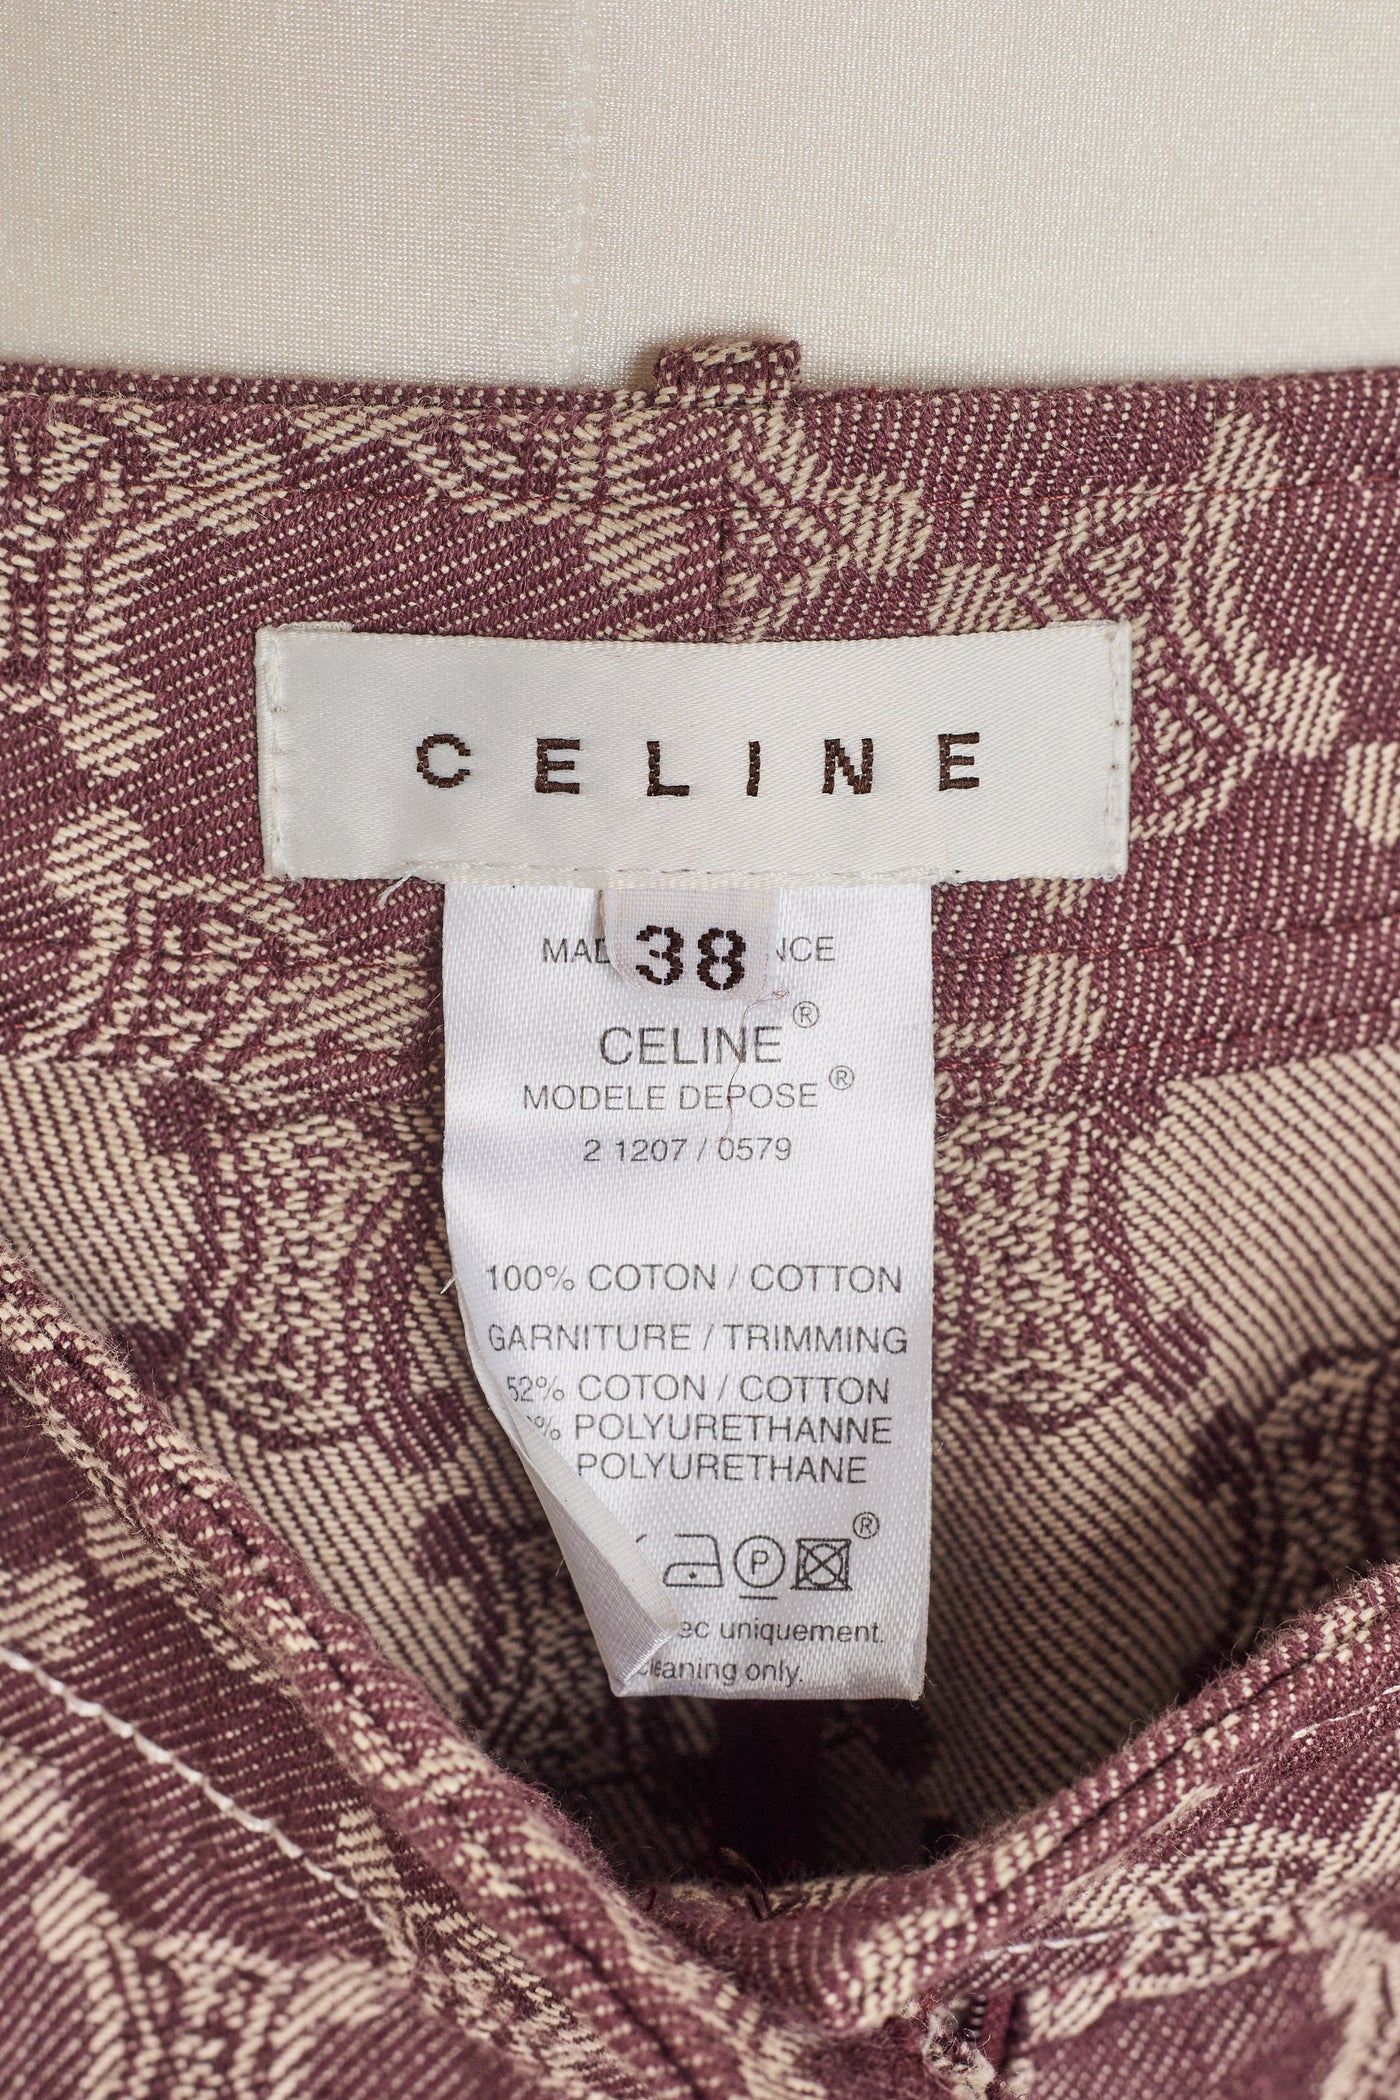 CELINE
38
CELINE®
MODELE DEPOSE®
2 1207 / 0579
100% COTON / COTTON
GARNITURE / TRIMMING
52% COTON / COTTON
% POLYURETHANNE
POLYURETHANE
P ®
uniquement.
only.